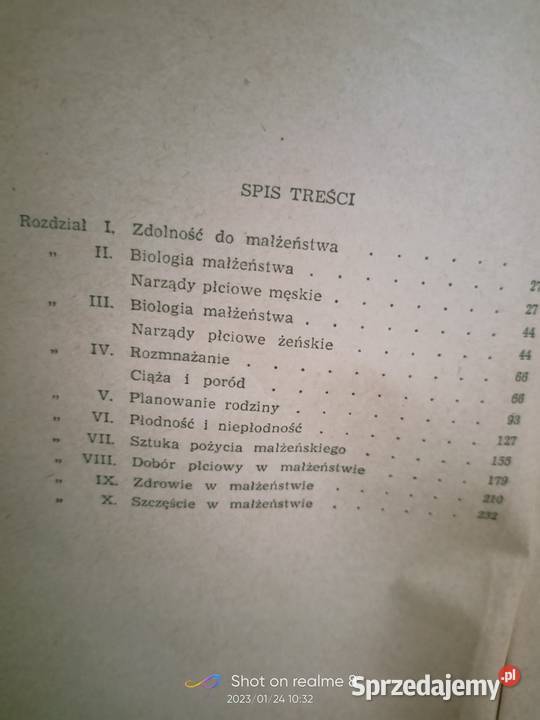 SPIS TREŚCI
Rozdział I. Zdolność do małżeństwa . . . .
" II. Biologia małżeństwa . . . . . . 27
Narządy płciowe męskie . . . . . . 27
" III. Biologia małżeństwa . . . . . . 44
Narządy płciowe żeńskie . . . . . 44
" IV. Rozmnażanie . . . . . . . 66
Ciąża i poród . . . . . . . 66
" V. Planowanie rodziny . . . . . . 93
" VI. Płodność i niepłodność . . . . . 127
" VII. Sztuka pożycia małżeńskiego . . . . 155
" VIII. Dobór płciowy w małżeństwie . . . . 179
" IX. Zdrowie w małżeństwie . . . . . 210
" X. Szczęście w małżeństwie . . . . . 232
Shot on realme 8
2023/01/24 10:32
Sprzedajemy.pl